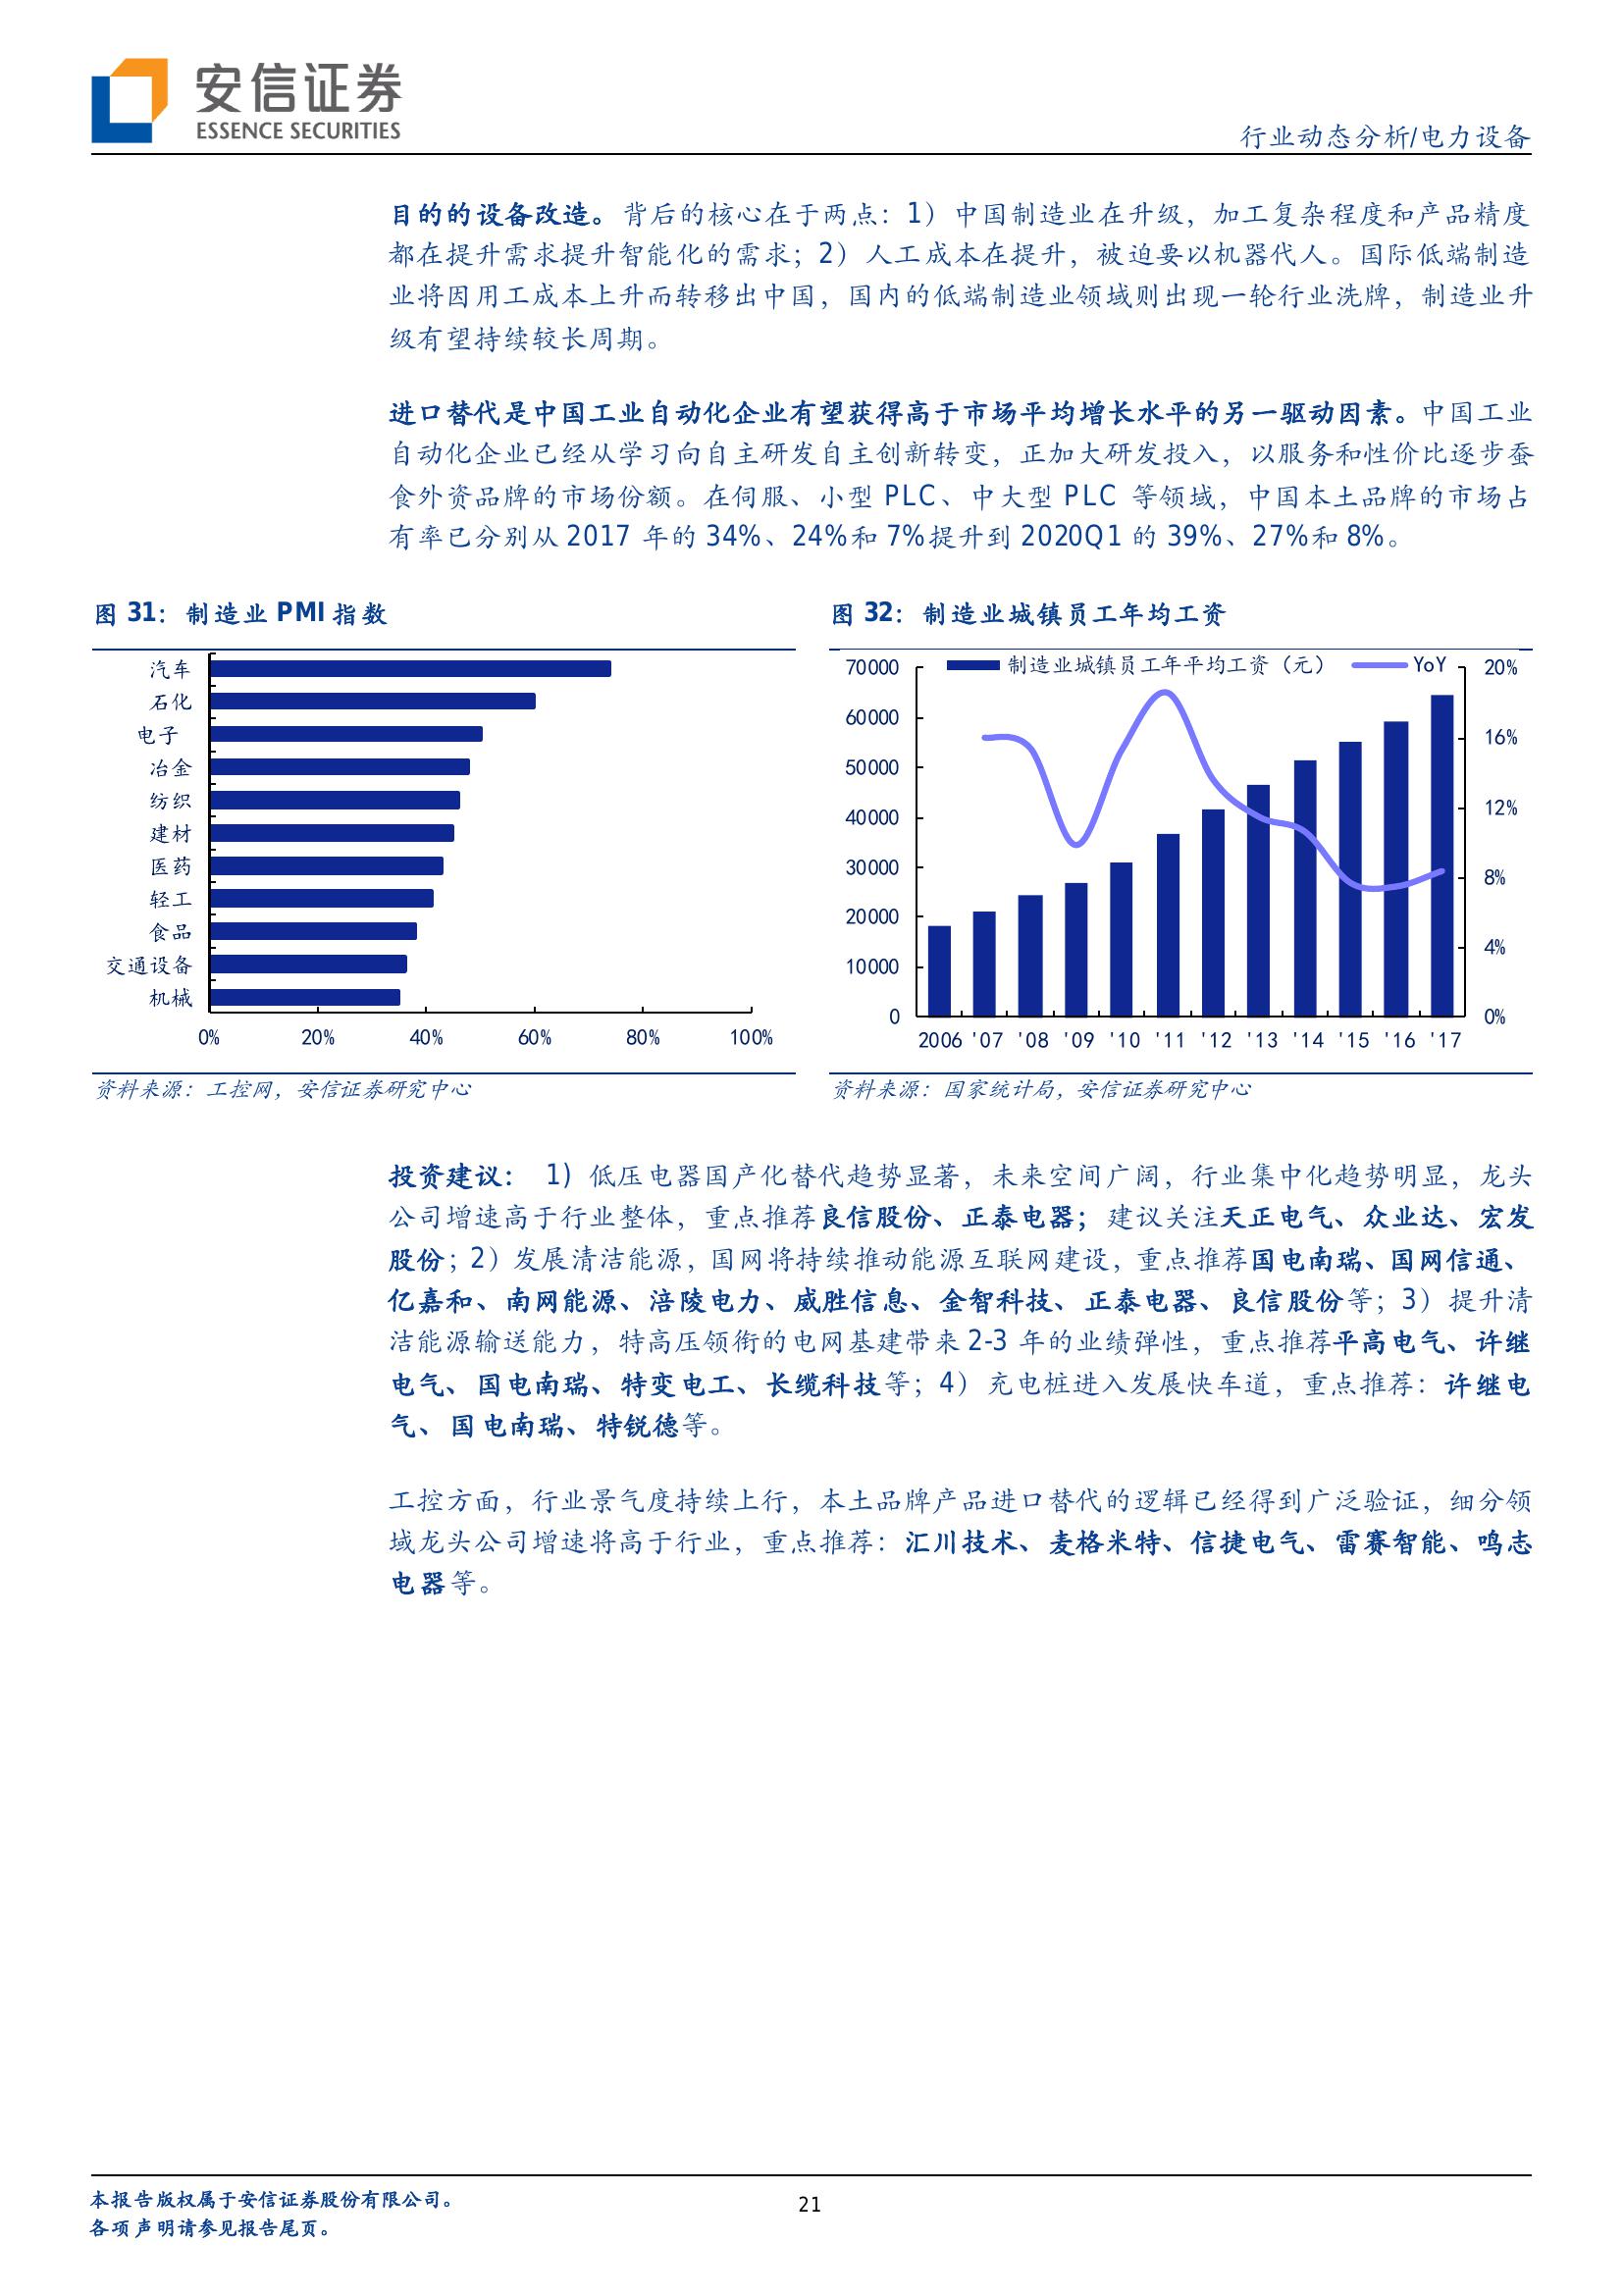 安信证券
ESSENCE SECURITIES
行业动态分析/电力设备
目的的设备改造。背后的核心在于两点：1）中国制造业在升级，加工复杂程度和产品精度
都在提升需求提升智能化的需求；2）人工成本在提升，被迫要以机器代人。国际低端制造
业将因用工成本上升而转移出中国，国内的低端制造业领域则出现一轮行业洗牌，制造业升
级有望持续较长周期。
进口替代是中国工业自动化企业有望获得高于市场平均增长水平的另一驱动因素。中国工业
自动化企业已经从学习向自主研发自主创新转变，正加大研发投入，以服务和性价比逐步蚕
食外资品牌的市场份额。在伺服、小型 PLC、中大型 PLC 等领域，中国本土品牌的市场占
有率已分别从 2017 年的 34%、24%和 7%提升到 2020Q1 的 39%、27%和 8%。
图 31：制造业 PMI 指数
汽车
石化
电子
冶金
纺织
建材
医药
轻工
食品
交通设备
机械
0% 20% 40% 60% 80% 100%
资料来源：工控网，安信证券研究中心
图 32：制造业城镇员工年均工资
制造业城镇员工年平均工资（元） YoY
70000
60000
50000
40000
30000
20000
10000
0
20%
16%
12%
8%
4%
0%
2006 '07 '08 '09 '10 '11 '12 '13 '14 '15 '16 '17
资料来源：国家统计局，安信证券研究中心
投资建议： 1）低压电器国产化替代趋势显著，未来空间广阔，行业集中化趋势明显，龙头
公司增速高于行业整体，重点推荐良信股份、正泰电器；建议关注天正电气、众业达、宏发
股份；2）发展清洁能源，国网将持续推动能源互联网建设，重点推荐国电南瑞、国网信通、
亿嘉和、南网能源、涪陵电力、威胜信息、金智科技、正泰电器、良信股份等；3）提升清
洁能源输送能力，特高压领衔的电网基建带来 2-3 年的业绩弹性，重点推荐平高电气、许继
电气、国电南瑞、特变电工、长缆科技等；4）充电桩进入发展快车道，重点推荐：许继电
气、国电南瑞、特锐德等。
工控方面，行业景气度持续上行，本土品牌产品进口替代的逻辑已经得到广泛验证，细分领
域龙头公司增速将高于行业，重点推荐：汇川技术、麦格米特、信捷电气、雷赛智能、鸣志
电器等。
本报告版权属于安信证券股份有限公司。
各项声明请参见报告尾页。
21